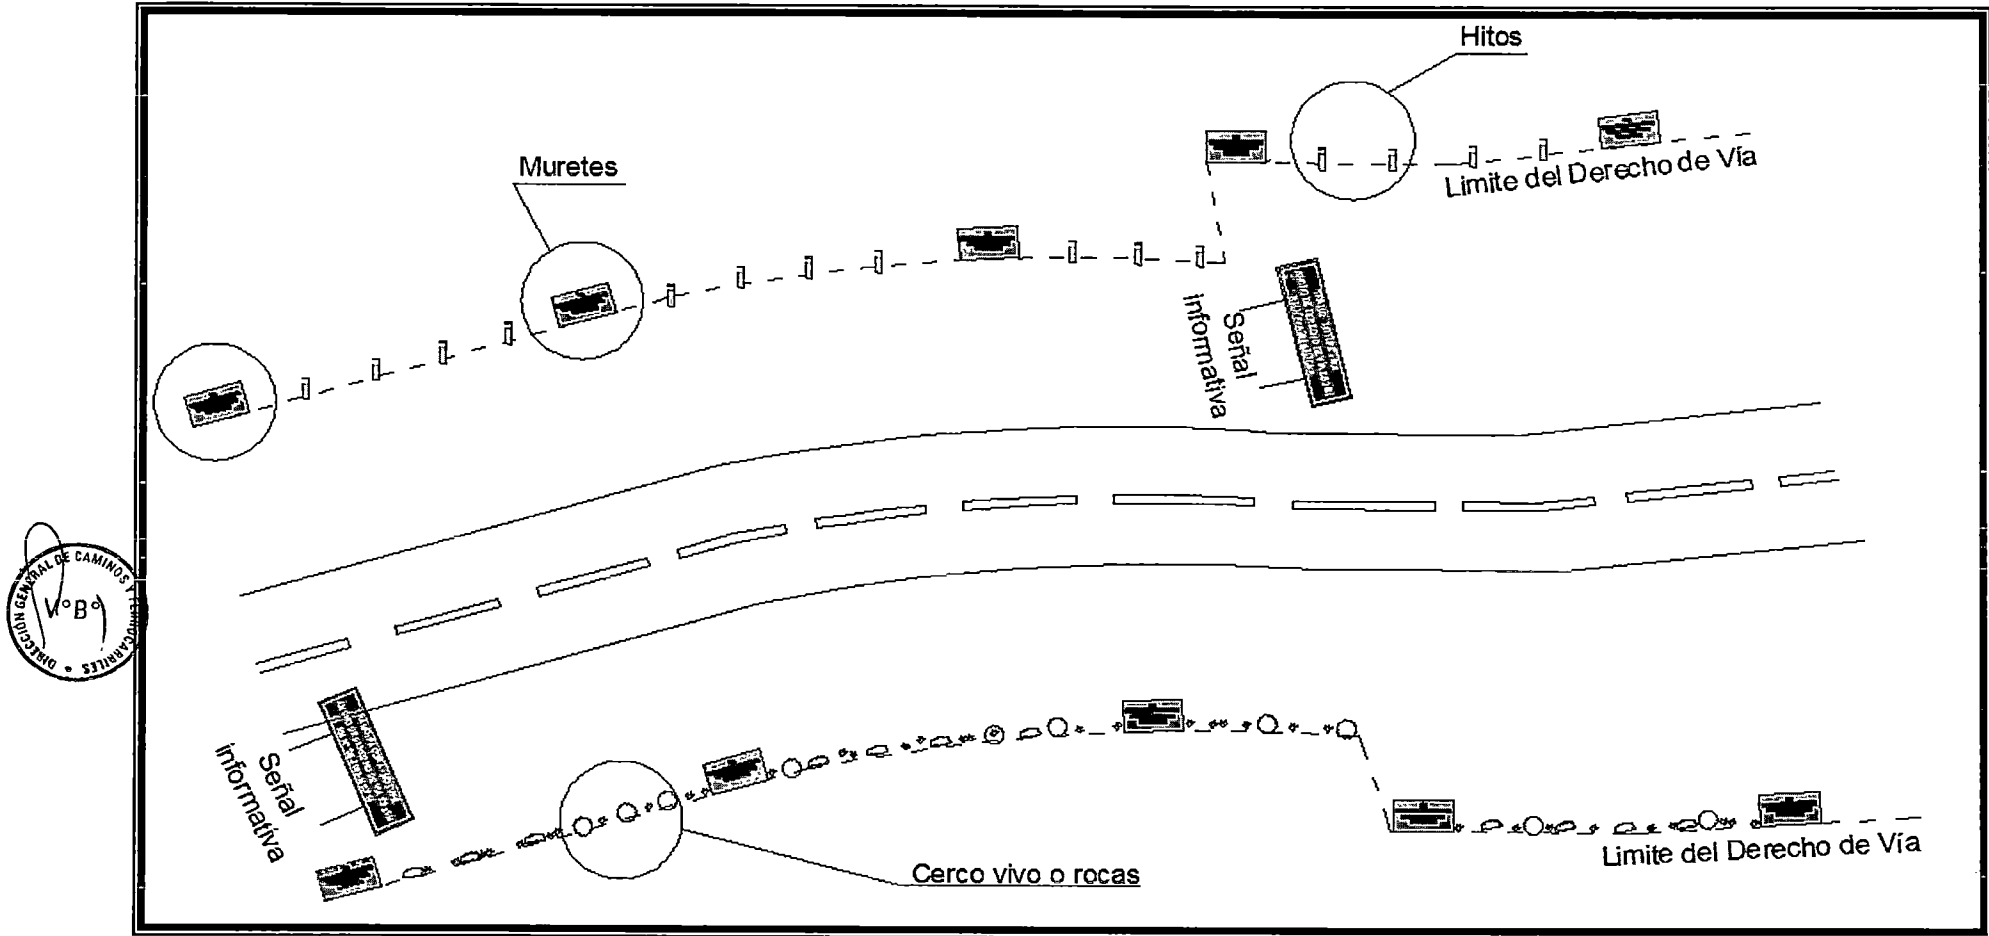 Hitos
Muretes
Limite del Derecho de Vía
Señal
informativa
DIRECCIÓN GENERAL DE CAMINOS Y FERROCARRILES
V°B°
Señal
informativa
Cerco vivo o rocas
Limite del Derecho de Vía